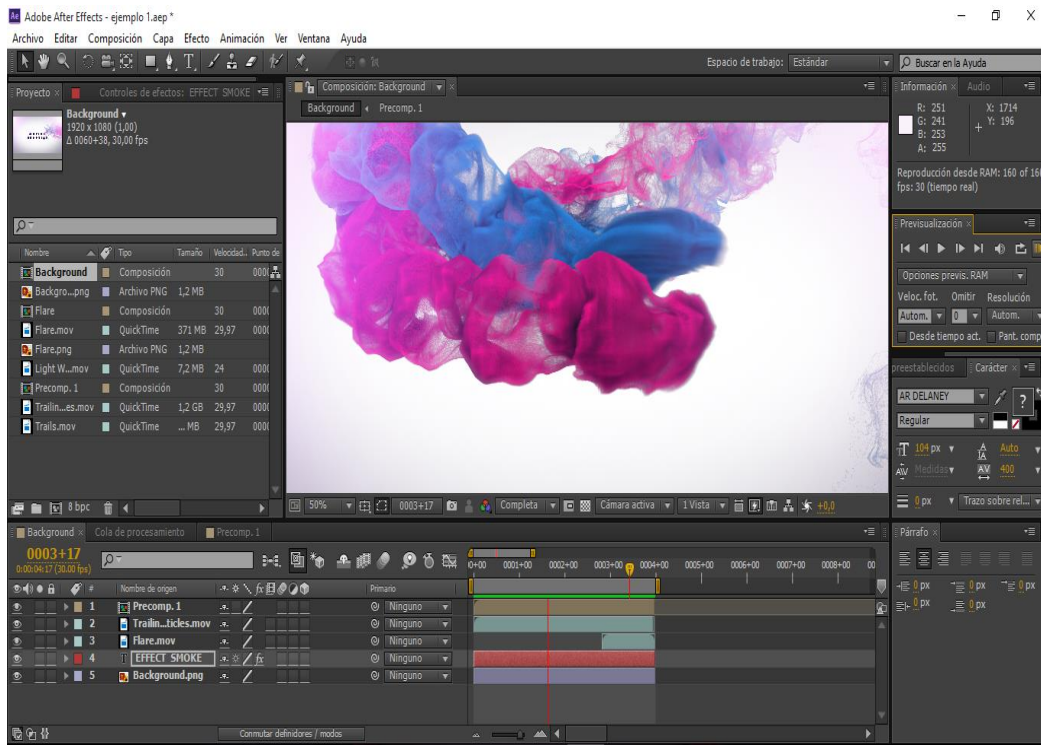 Adobe After Effects - ejemplo 1.aep *
Archivo Editar Composición Capa Efecto Animación Ver Ventana Ayuda
Espacio de trabajo: Estándar
Buscar en la Ayuda
Proyecto
Controles de efectos: EFFECT SMOKE
Background
1920 x 1080 (1,00)
Δ 0060+38, 30,00 fps
Nombre Tipo Tamaño Velocidad.. Punto de
Background Composición 30 000
Backgro...png Archivo PNG 1,2 MB
Flare Composición 30 000
Flare.mov QuickTime 371 MB 29,97 000
Flare.png Archivo PNG 1,2 MB
Light W...mov QuickTime 7,2 MB 24 000
Precomp. 1 Composición 30 000
Trailin...es.mov QuickTime 1,2 GB 29,97 000
Trails.mov QuickTime ... MB 29,97 000
8 bpc
Composición: Background
Background Precomp. 1
50% 0003+17 Completa Cámara activa 1 Vista +0,0
Información Audio
R: 251 X: 1714
G: 241 Y: 196
B: 253
A: 255
Reproducción desde RAM: 160 of 16
fps: 30 (tiempo real)
Previsualización
Opciones previs. RAM
Veloc. fot. Omitir Resolución
Autom. 0 Autom.
Desde tiempo act. Pant. comp
preestablecidos Carácter
AR DELANEY
Regular
104 px Auto
Medidas 400
0 px Trazo sobre rel...
Background Cola de procesamiento Precomp. 1
0003+17
0:00:04:17 (30.00 fps)
0+00 0001+00 0002+00 0003+00 0004+00 0005+00 0006+00 0007+00 0008+00 00
# Nombre de origen Primario
1 Precomp. 1 Ninguno
2 Trailin...ticles.mov Ninguno
3 Flare.mov Ninguno
4 T EFFECT SMOKE fx Ninguno
5 Background.png Ninguno
Conmutar definidores / modos
Párrafo
0 px 0 px 0 px
0 px 0 px